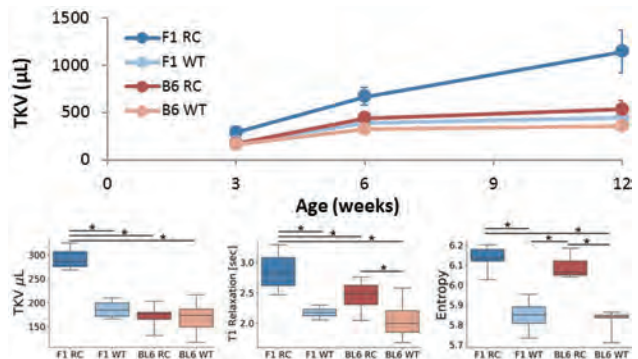 1500
1000
500
0
TKV (µL)
F1 RC
F1 WT
B6 RC
B6 WT
0 3 6 9 12
Age (weeks)
TKV µL
300
250
200
150
F1 RC F1 WT BL6 RC BL6 WT
T1 Relaxation [sec]
3.0
2.5
2.0
F1 RC F1 WT BL6 RC BL6 WT
Entropy
6.2
6.1
6.0
5.9
5.8
5.7
F1 RC F1 WT BL6 RC BL6 WT